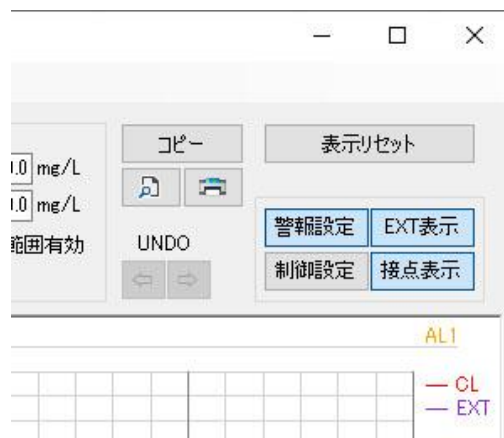 コピー
表示リセット
.0 mg/L
.0 mg/L
範囲有効
UNDO
警報設定
EXT表示
制御設定
接点表示
AL1
CL
EXT